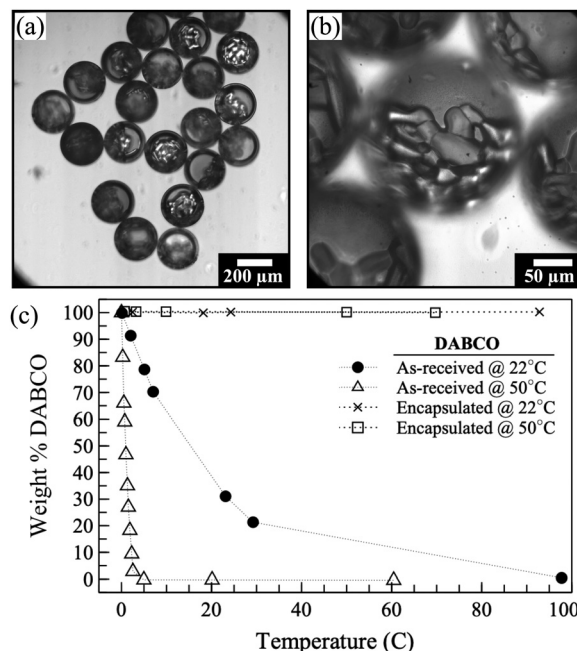 (a)
(b)
200 µm
50 µm
(c)
100
90
80
70
60
50
40
30
20
10
0
Weight % DABCO
DABCO
As-received @ 22°C
As-received @ 50°C
Encapsulated @ 22°C
Encapsulated @ 50°C
0 20 40 60 80 100
Temperature (C)